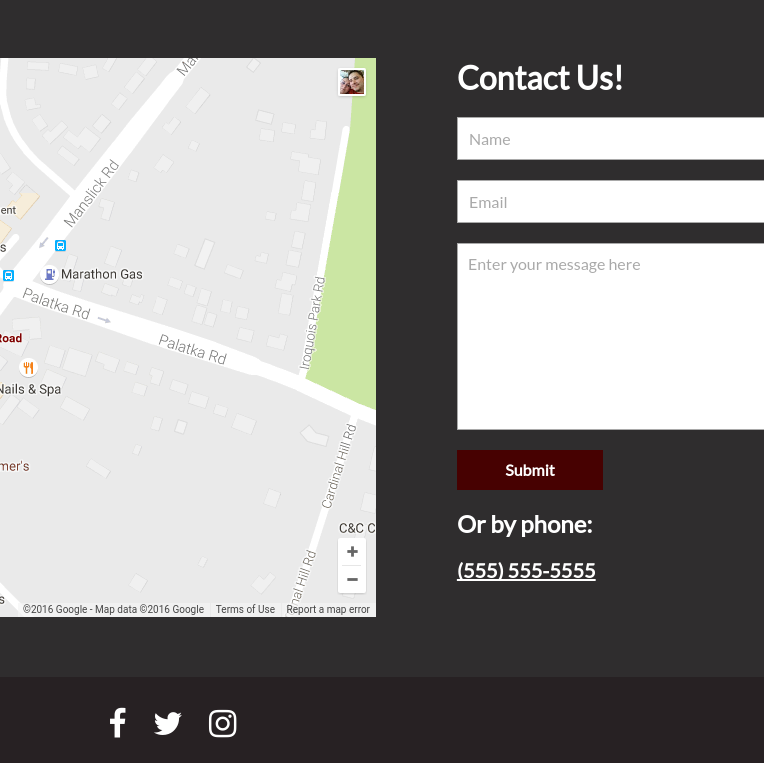 Manslick Rd
ent
s
Marathon Gas
Palatka Rd
Palatka Rd
Iroquois Park Rd
Road
Nails & Spa
mer's
Cardinal Hill Rd
C&C C
nal Hill Rd
s
©2016 Google - Map data ©2016 Google
Terms of Use
Report a map error
Contact Us!
Name
Email
Enter your message here
Submit
Or by phone:
(555) 555-5555